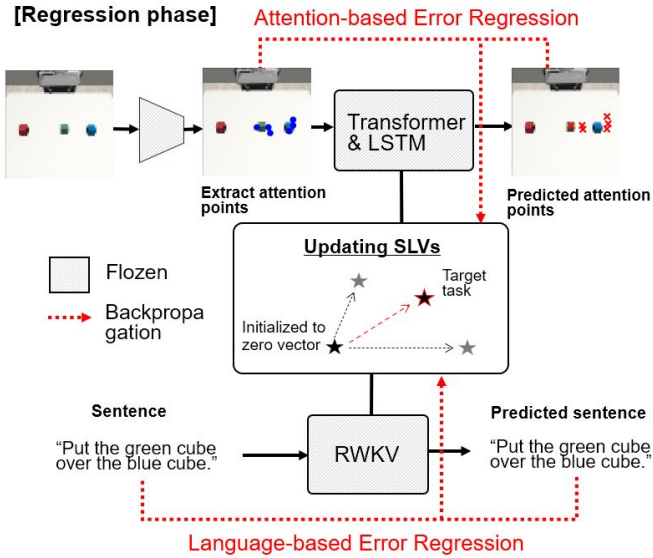 [Regression phase]
Attention-based Error Regression
Transformer
& LSTM
Extract attention
points
Predicted attention
points
Updating SLVs
Target
task
Initialized to
zero vector
Flozen
Backpropa
gation
Sentence
“Put the green cube
over the blue cube.”
RWKV
Predicted sentence
“Put the green cube
over the blue cube.”
Language-based Error Regression